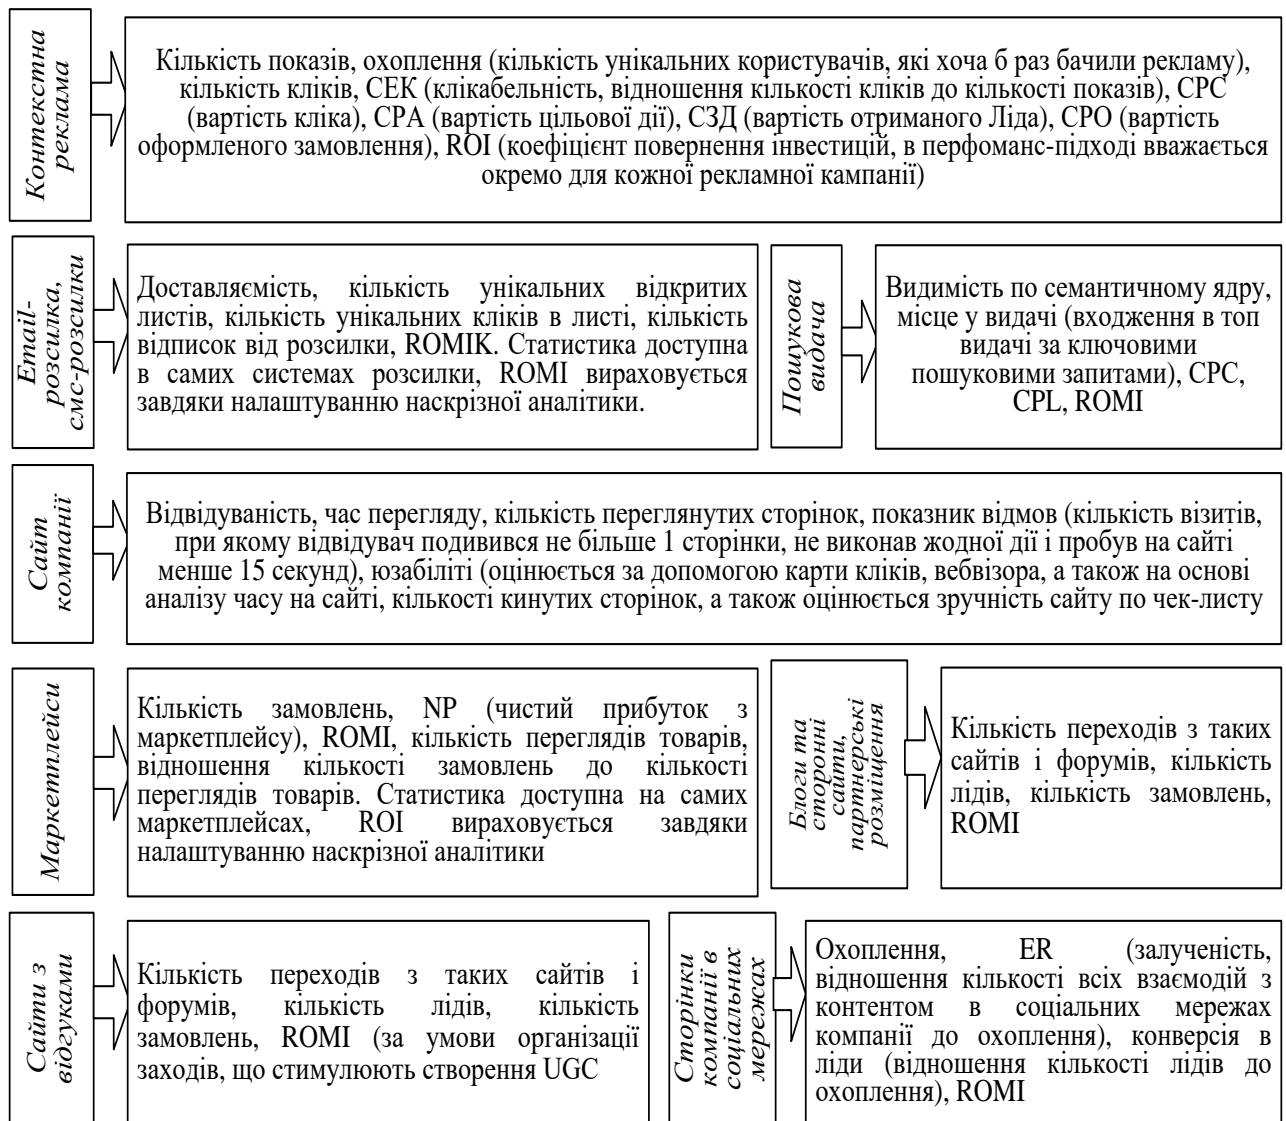 Контекстна
реклама
Кількість показів, охоплення (кількість унікальних користувачів, які хоча б раз бачили рекламу),
кількість кліків, СЕК (клікабельність, відношення кількості кліків до кількості показів), CPC
(вартість кліка), CPA (вартість цільової дії), СЗД (вартість отриманого Ліда), CPO (вартість
оформленого замовлення), ROI (коефіцієнт повернення інвестицій, в перфоманс-підході вважається
окремо для кожної рекламної кампанії)
Email-
розсилка,
смс-розсилки
Доставляємість, кількість унікальних відкритих
листів, кількість унікальних кліків в листі, кількість
відписок від розсилки, ROMIK. Статистика доступна
в самих системах розсилки, ROMI вираховується
завдяки налаштуванню наскрізної аналітики.
Пошукова
видача
Видимість по семантичному ядру,
місце у видачі (входження в топ
видачі за ключовими
пошуковими запитами), CPC,
CPL, ROMI
Сайт
компанії
Відвідуваність, час перегляду, кількість переглянутих сторінок, показник відмов (кількість візитів,
при якому відвідувач подивився не більше 1 сторінки, не виконав жодної дії і пробув на сайті
менше 15 секунд), юзабіліті (оцінюється за допомогою карти кліків, вебвізора, а також на основі
аналізу часу на сайті, кількості кинутих сторінок, а також оцінюється зручність сайту по чек-листу
Маркетплейси
Кількість замовлень, NP (чистий прибуток з
маркетплейсу), ROMI, кількість переглядів товарів,
відношення кількості замовлень до кількості
переглядів товарів. Статистика доступна на самих
маркетплейсах, ROI вираховується завдяки
налаштуванню наскрізної аналітики
Блоги та
сторонні
сайти,
партнерські
розміщення
Кількість переходів з таких
сайтів і форумів, кількість
лідів, кількість замовлень,
ROMI
Сайти з
відгуками
Кількість переходів з таких сайтів і
форумів, кількість лідів, кількість
замовлень, ROMI (за умови організації
заходів, що стимулюють створення UGC
Сторінки
компанії в
соціальних
мережах
Охоплення, ER (залученість,
відношення кількості всіх взаємодій з
контентом в соціальних мережах
компанії до охоплення), конверсія в
ліди (відношення кількості лідів до
охоплення), ROMI